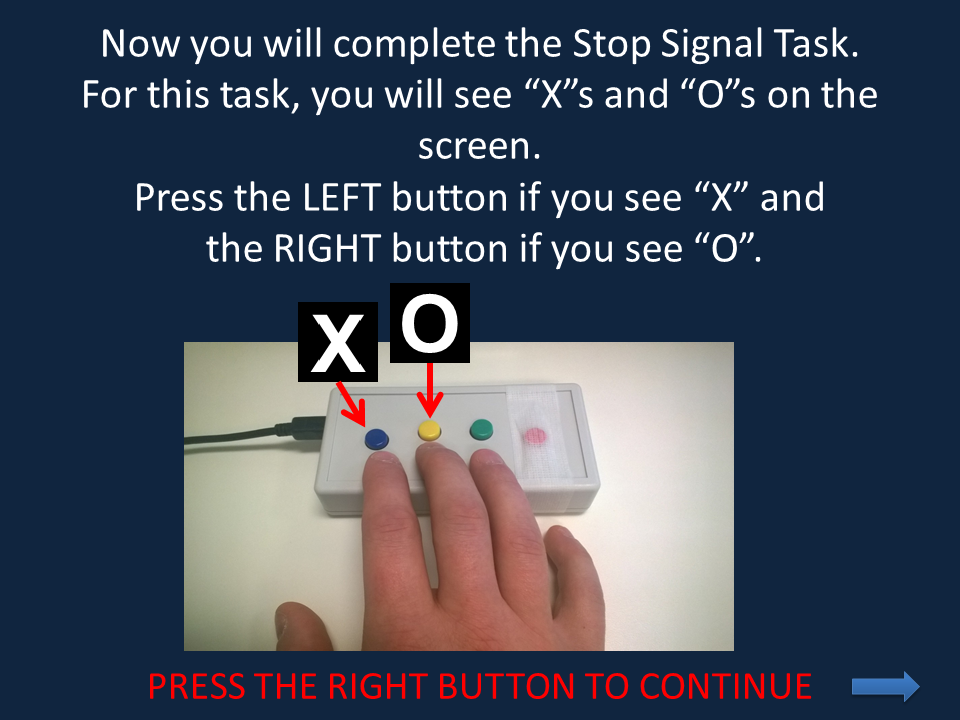 Now you will complete the Stop Signal Task.
For this task, you will see “X”s and “O”s on the
screen.
Press the LEFT button if you see “X” and
the RIGHT button if you see “O”.
X
O
PRESS THE RIGHT BUTTON TO CONTINUE